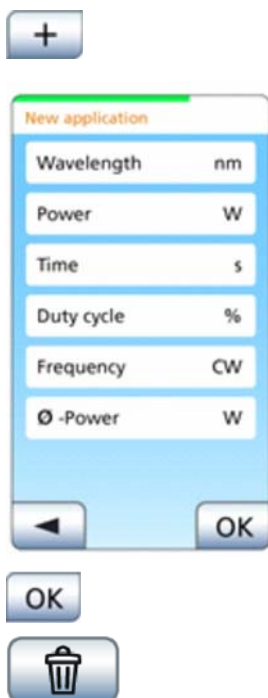 +
New application
Wavelength nm
Power W
Time s
Duty cycle %
Frequency CW
Ø -Power W
OK
OK